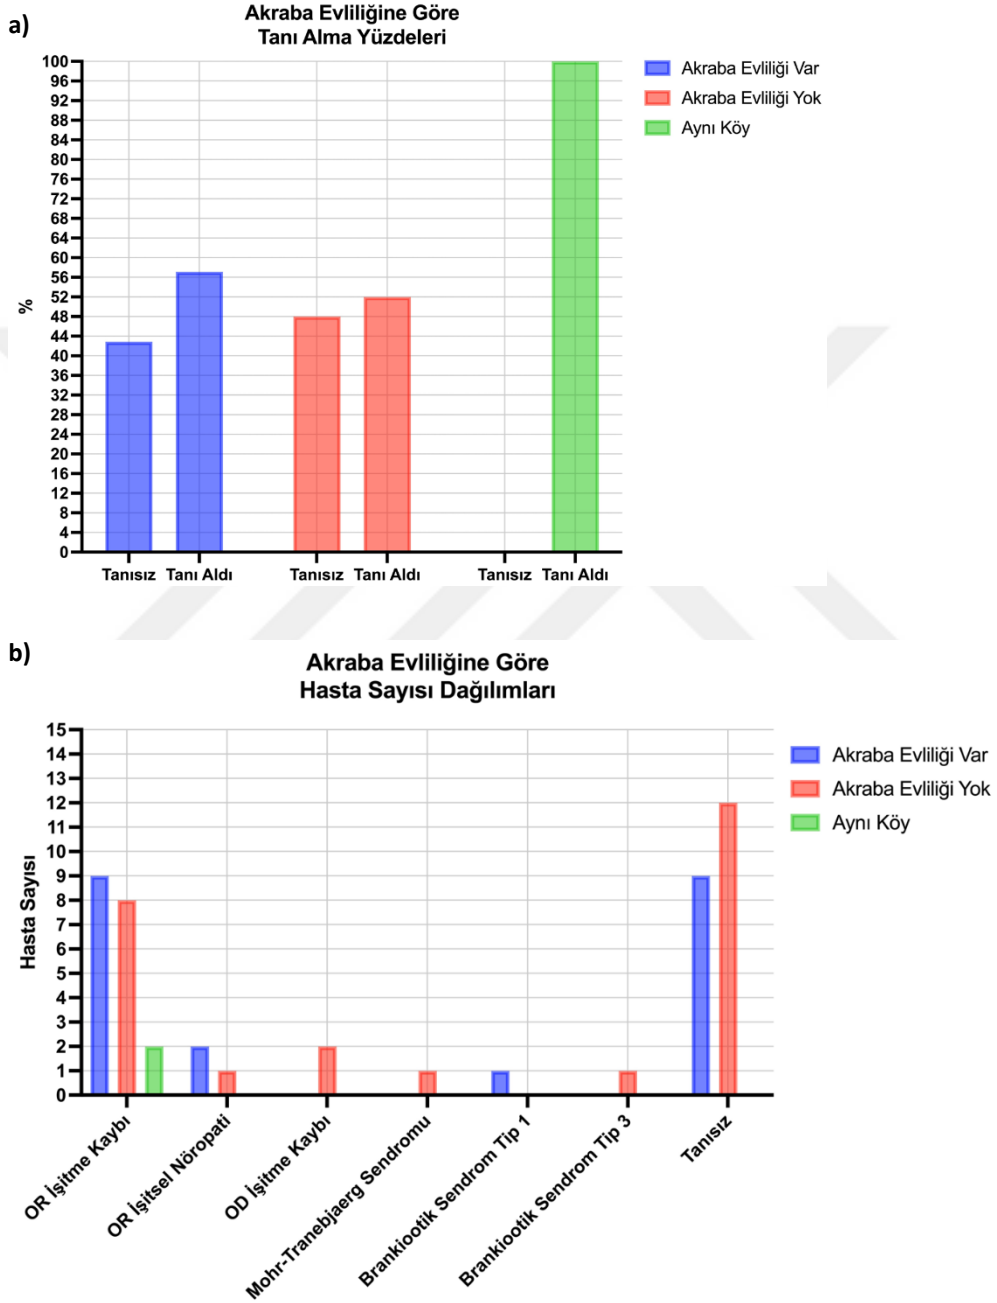 a)
Akraba Evliliğine Göre
Tanı Alma Yüzdeleri
100
96
92
88
84
80
76
72
68
64
60
56
52
48
44
40
36
32
28
24
20
16
12
8
4
0
%
Tanısız Tanı Aldı Tanısız Tanı Aldı Tanısız Tanı Aldı
Akraba Evliliği Var
Akraba Evliliği Yok
Aynı Köy
b)
Akraba Evliliğine Göre
Hasta Sayısı Dağılımları
15
14
13
12
11
10
9
8
7
6
5
4
3
2
1
0
Hasta Sayısı
OR İşitme Kaybı
OR İşitsel Nöropati
OD İşitme Kaybı
Mohr-Tranebjaerg Sendromu
Brankiootik Sendrom Tip 1
Brankiootik Sendrom Tip 3
Tanısız
Akraba Evliliği Var
Akraba Evliliği Yok
Aynı Köy